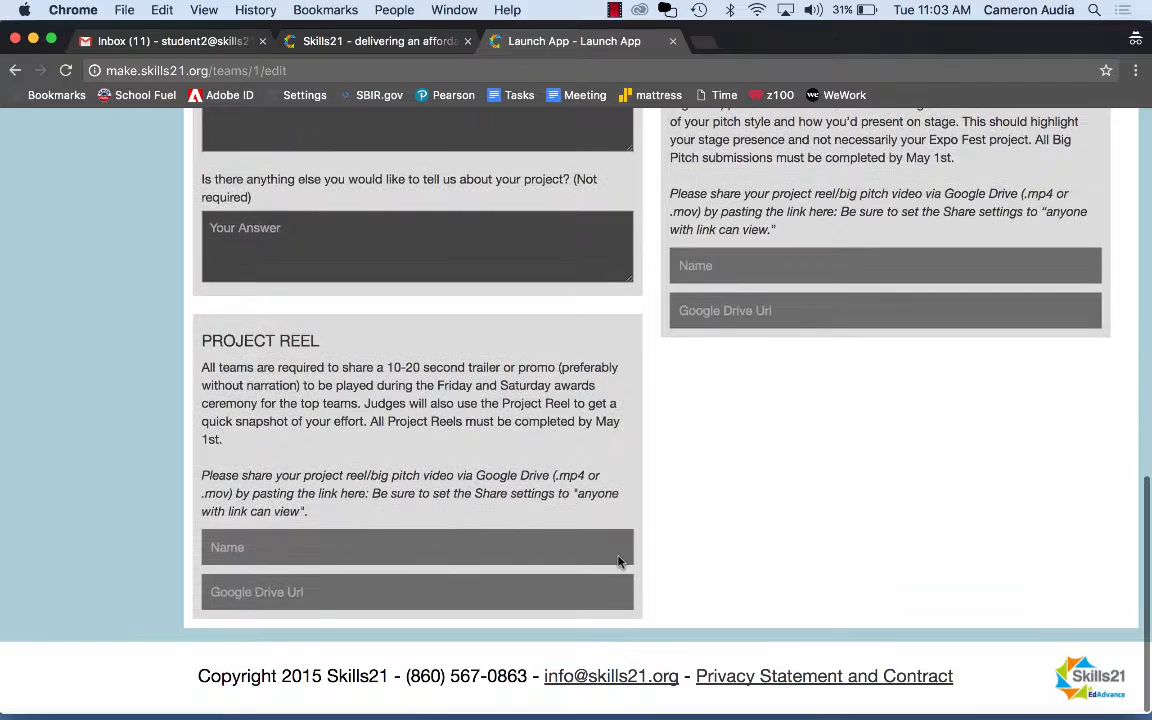 Chrome File Edit View History Bookmarks People Window Help 31% Tue 11:03 AM Cameron Audia
Inbox (11) - student2@skills21 Skills21 - delivering an afforda Launch App - Launch App
make.skills21.org/teams/1/edit
Bookmarks School Fuel Adobe ID Settings SBIR.gov Pearson Tasks Meeting mattress Time z100 WeWork
of your pitch style and how you'd present on stage. This should highlight
your stage presence and not necessarily your Expo Fest project. All Big
Pitch submissions must be completed by May 1st.
Please share your project reel/big pitch video via Google Drive (.mp4 or
.mov) by pasting the link here: Be sure to set the Share settings to "anyone
with link can view."
Name
Google Drive Url
Is there anything else you would like to tell us about your project? (Not
required)
Your Answer
PROJECT REEL
All teams are required to share a 10-20 second trailer or promo (preferably
without narration) to be played during the Friday and Saturday awards
ceremony for the top teams. Judges will also use the Project Reel to get a
quick snapshot of your effort. All Project Reels must be completed by May
1st.
Please share your project reel/big pitch video via Google Drive (.mp4 or
.mov) by pasting the link here: Be sure to set the Share settings to "anyone
with link can view".
Name
Google Drive Url
Copyright 2015 Skills21 - (860) 567-0863 - info@skills21.org - Privacy Statement and Contract
Skills21
EdAdvance